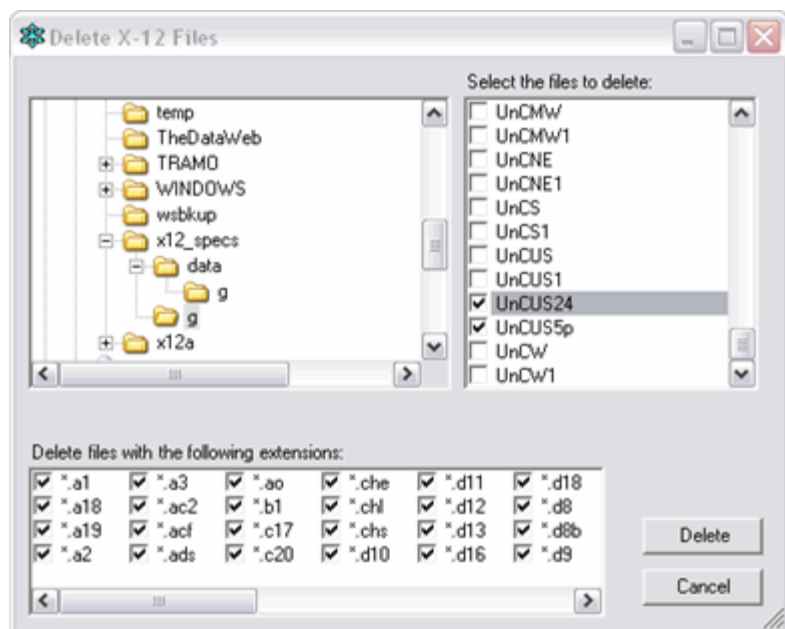 Delete X-12 Files
Select the files to delete:
temp
TheDataWeb
TRAMO
WINDOWS
wsbkup
x12_specs
data
g
g
x12a
UnCMW
UnCMW1
UnCNE
UnCNE1
UnCS
UnCS1
UnCUS
UnCUS1
UnCUS24
UnCUS5p
UnCW
UnCW1
Delete files with the following extensions:
*.a1 *.a3 *.ao *.che *.d11 *.d18
*.a18 *.ac2 *.b1 *.chl *.d12 *.d8
*.a19 *.acf *.c17 *.chs *.d13 *.d8b
*.a2 *.ads *.c20 *.d10 *.d16 *.d9
Delete
Cancel